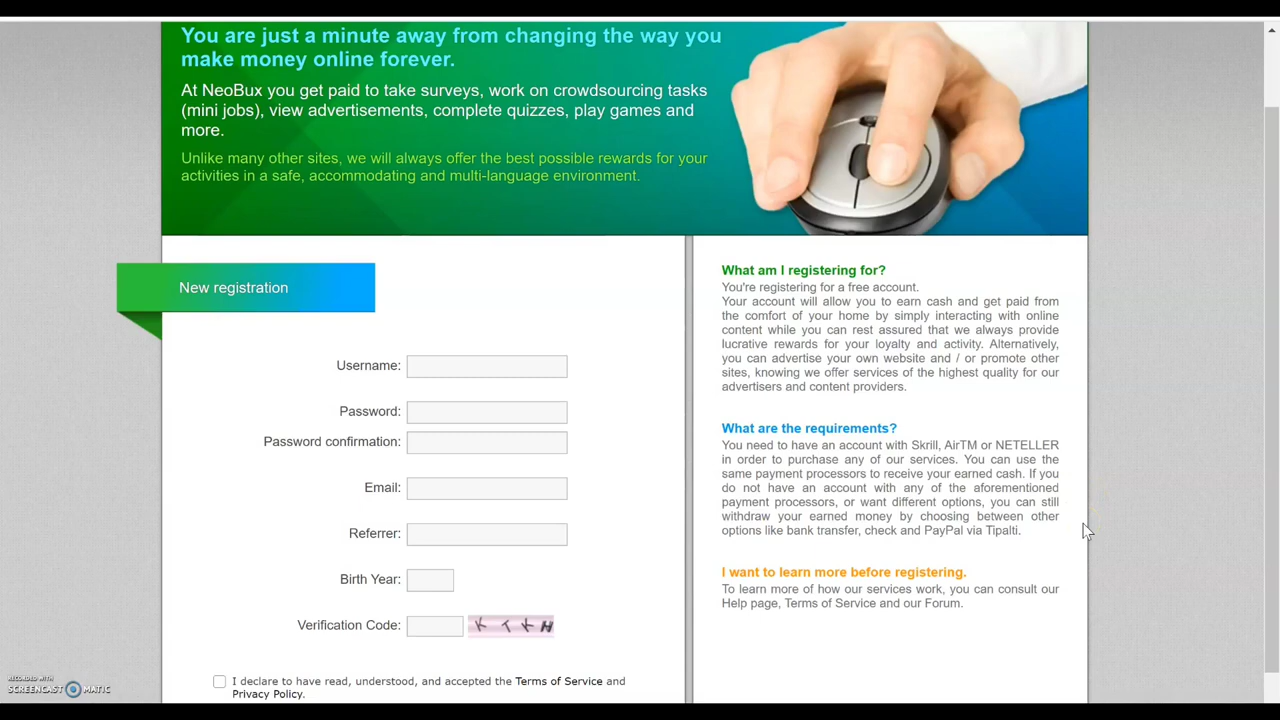 You are just a minute away from changing the way you
make money online forever.
At NeoBux you get paid to take surveys, work on crowdsourcing tasks
(mini jobs), view advertisements, complete quizzes, play games and
more.
Unlike many other sites, we will always offer the best possible rewards for your
activities in a safe, accommodating and multi-language environment.
New registration
Username:
Password:
Password confirmation:
Email:
Referrer:
Birth Year:
Verification Code:
K T K H
I declare to have read, understood, and accepted the Terms of Service and
Privacy Policy.
What am I registering for?
You're registering for a free account.
Your account will allow you to earn cash and get paid from
the comfort of your home by simply interacting with online
content while you can rest assured that we always provide
lucrative rewards for your loyalty and activity. Alternatively,
you can advertise your own website and / or promote other
sites, knowing we offer services of the highest quality for our
advertisers and content providers.
What are the requirements?
You need to have an account with Skrill, AirTM or NETELLER
in order to purchase any of our services. You can use the
same payment processors to receive your earned cash. If you
do not have an account with any of the aforementioned
payment processors, or want different options, you can still
withdraw your earned money by choosing between other
options like bank transfer, check and PayPal via Tipalti.
I want to learn more before registering.
To learn more of how our services work, you can consult our
Help page, Terms of Service and our Forum.
RECORDED WITH
SCREENCAST MATIC